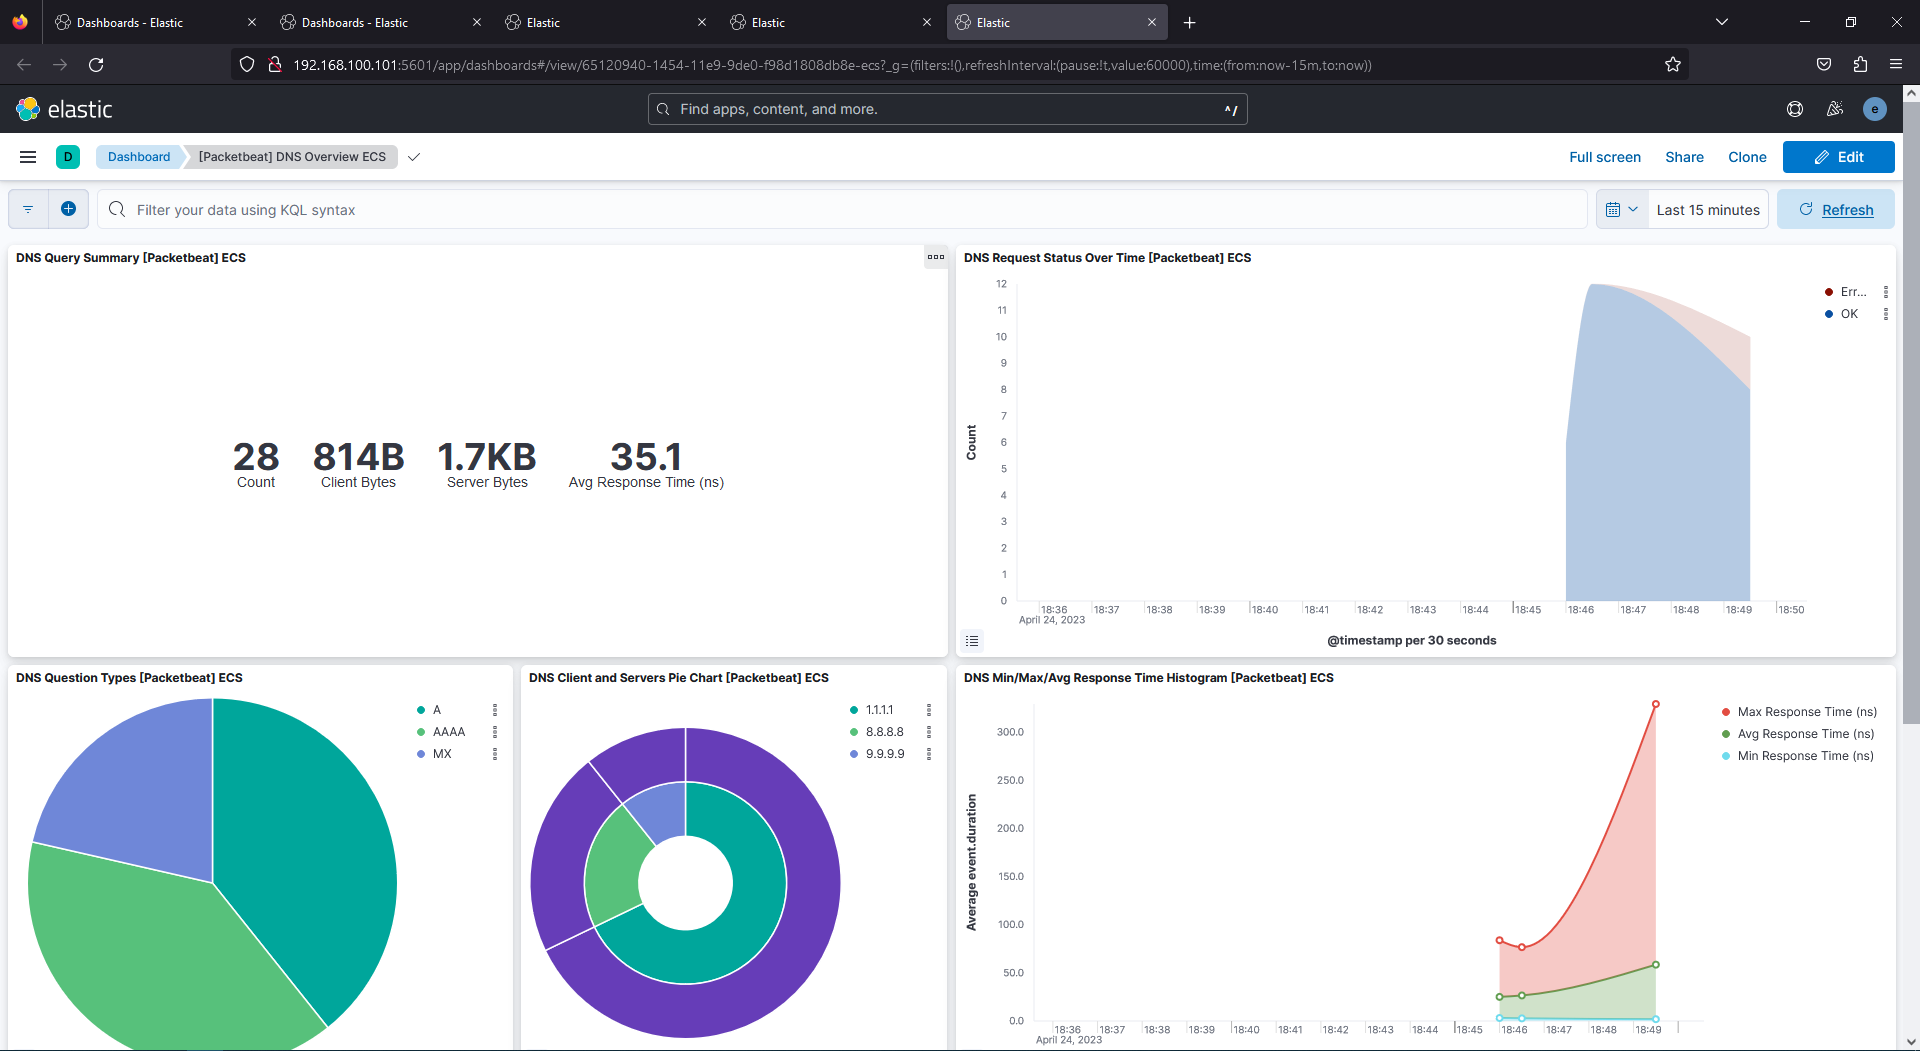 Dashboards - Elastic
Dashboards - Elastic
Elastic
Elastic
Elastic
192.168.100.101:5601/app/dashboards#/view/65120940-1454-11e9-9de0-f98d1808db8e-ecs?_g=(filters:!(),refreshInterval:(pause:!t,value:60000),time:(from:now-15m,to:now))
elastic
Find apps, content, and more.
^/
e
D
Dashboard
[Packetbeat] DNS Overview ECS
Full screen
Share
Clone
Edit
Filter your data using KQL syntax
Last 15 minutes
Refresh
DNS Query Summary [Packetbeat] ECS
28
814B
1.7KB
35.1
Count
Client Bytes
Server Bytes
Avg Response Time (ns)
DNS Request Status Over Time [Packetbeat] ECS
12
11
10
9
8
7
6
5
4
3
2
1
0
Count
18:36
18:37
18:38
18:39
18:40
18:41
18:42
18:43
18:44
18:45
18:46
18:47
18:48
18:49
18:50
April 24, 2023
@timestamp per 30 seconds
Err...
OK
DNS Question Types [Packetbeat] ECS
A
AAAA
MX
DNS Client and Servers Pie Chart [Packetbeat] ECS
1.1.1.1
8.8.8.8
9.9.9.9
DNS Min/Max/Avg Response Time Histogram [Packetbeat] ECS
300.0
250.0
200.0
150.0
100.0
50.0
0.0
Average event.duration
18:36
18:37
18:38
18:39
18:40
18:41
18:42
18:43
18:44
18:45
18:46
18:47
18:48
18:49
April 24, 2023
Max Response Time (ns)
Avg Response Time (ns)
Min Response Time (ns)